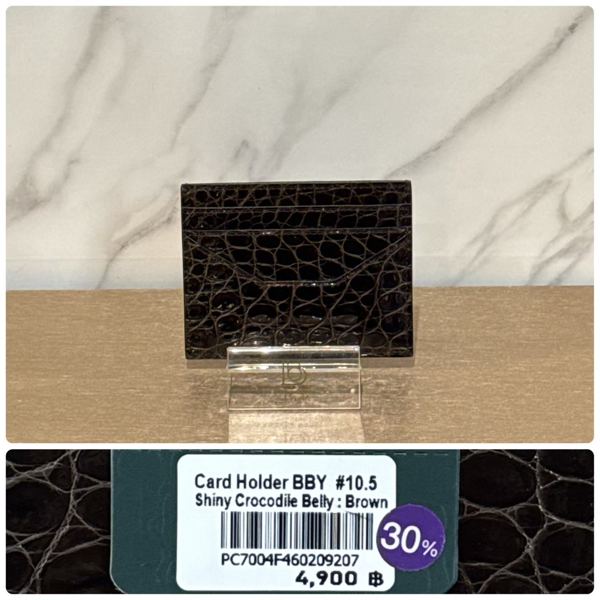 Card Holder BBY #10.5
Shiny Crocodile Belly : Brown
30%
PC7004F460209207
4,900 ฿